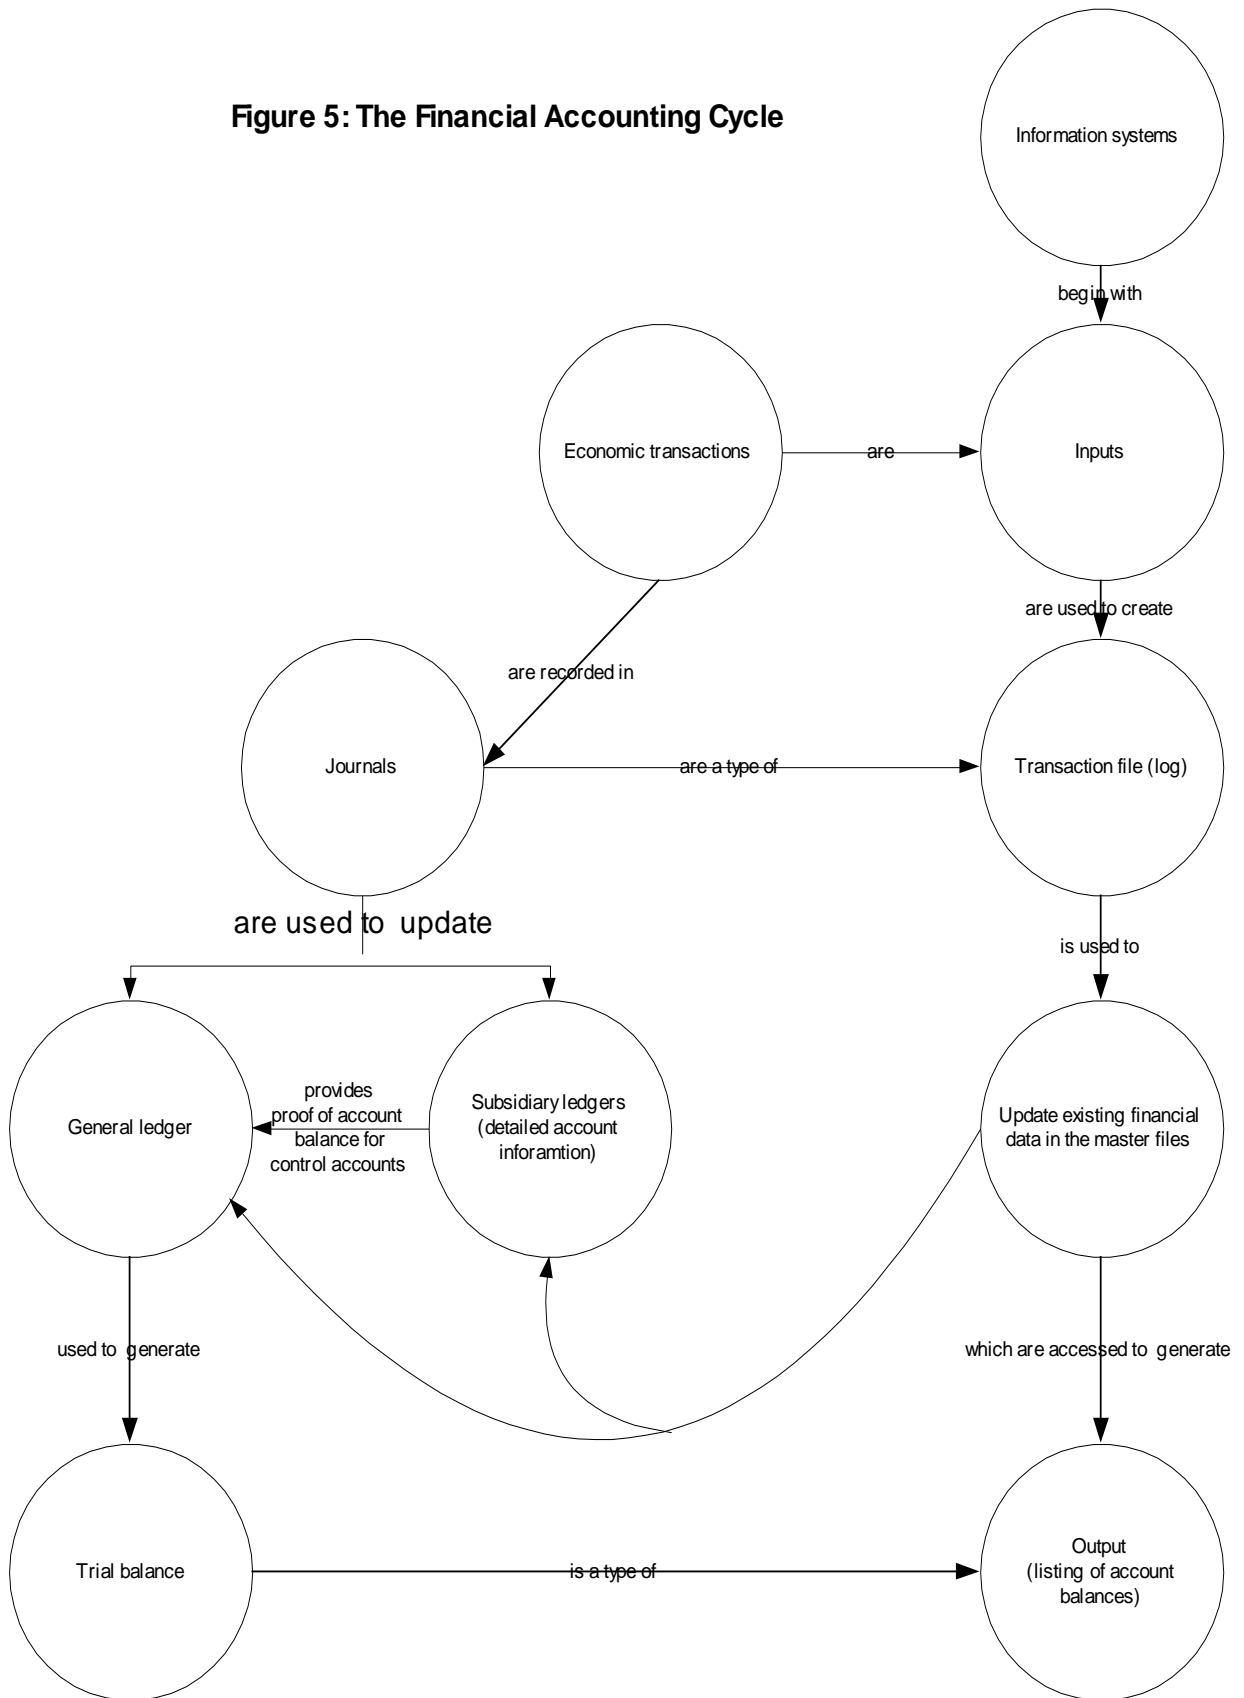 Figure 5: The Financial Accounting Cycle
Information systems
begin with
Economic transactions
are
Inputs
are used to create
are recorded in
Journals
are a type of
Transaction file (log)
are used to update
is used to
General ledger
provides
proof of account
balance for
control accounts
Subsidiary ledgers
(detailed account
inforamtion)
Update existing financial
data in the master files
used to generate
which are accessed to generate
Trial balance
is a type of
Output
(listing of account
balances)